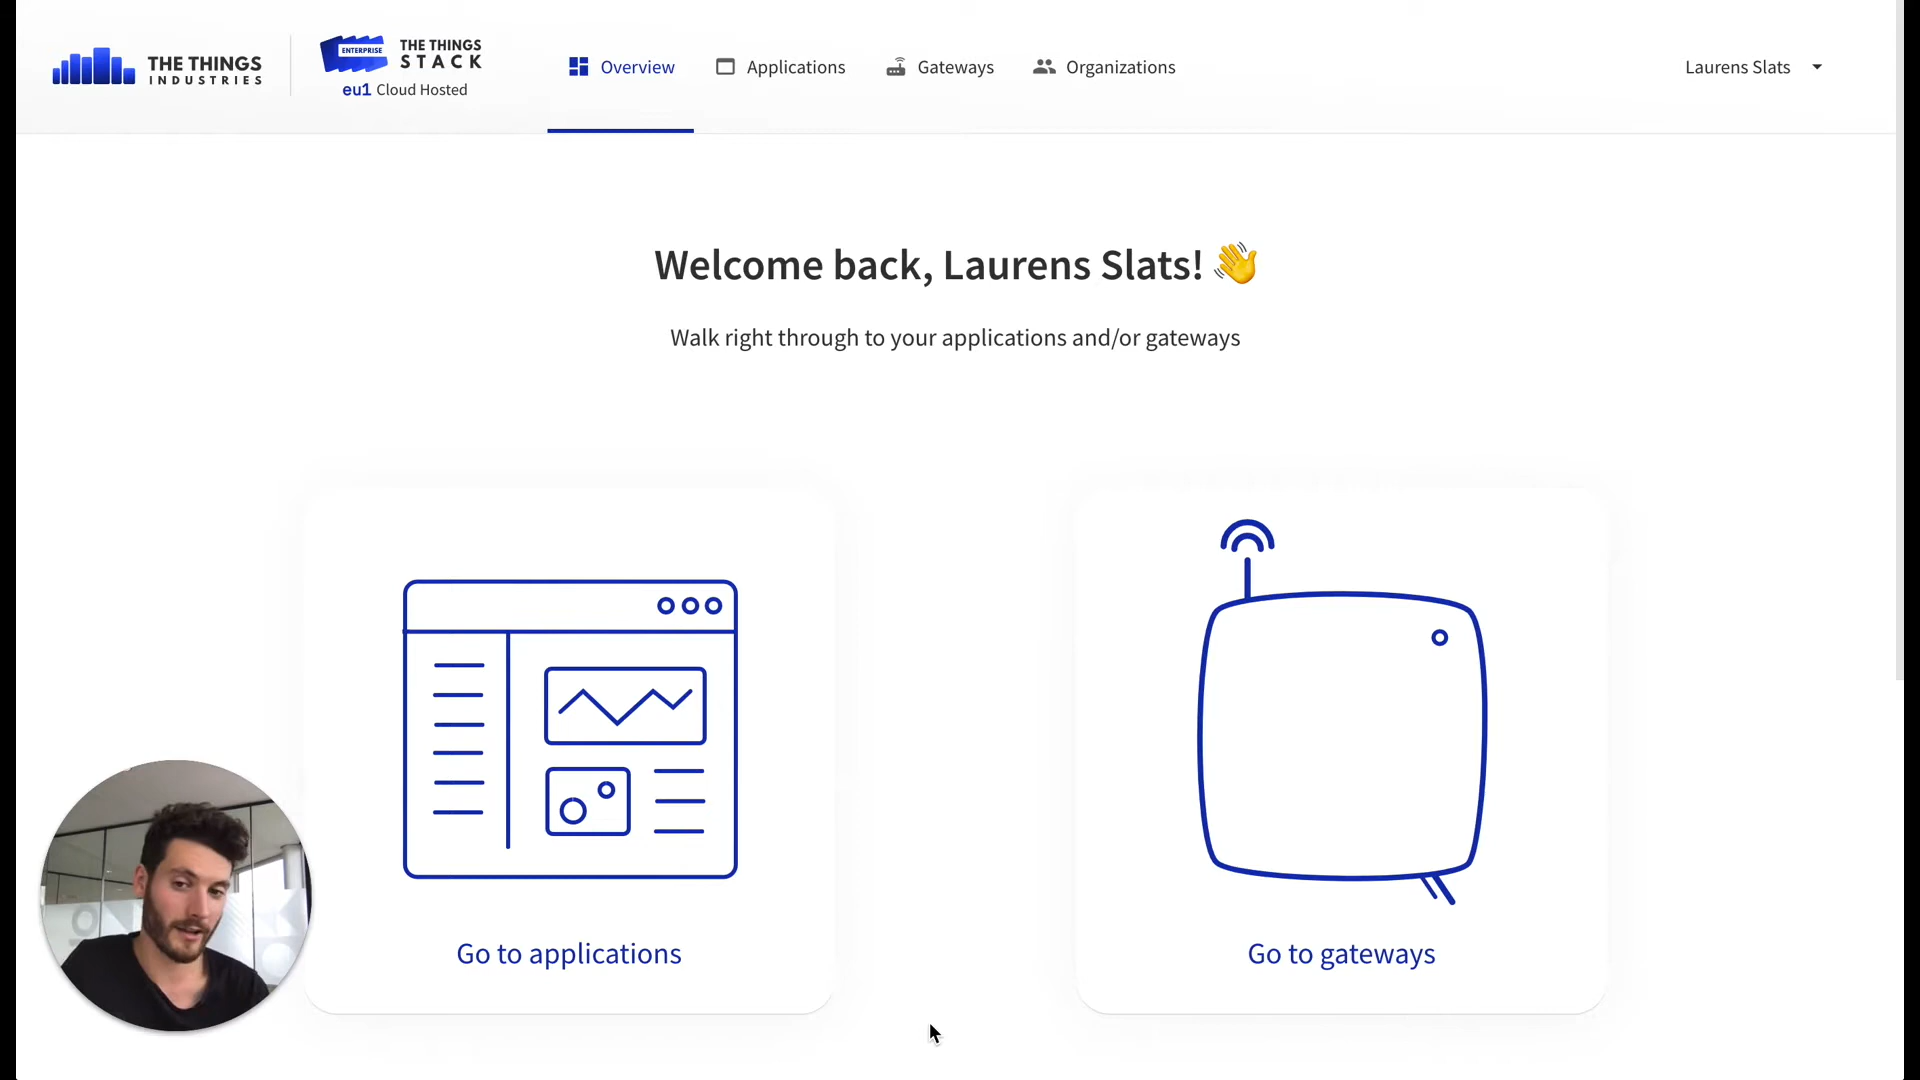 THE THINGS
INDUSTRIES
ENTERPRISE
THE THINGS
STACK
eu1 Cloud Hosted
Overview
Applications
Gateways
Organizations
Laurens Slats
Welcome back, Laurens Slats! 👋
Walk right through to your applications and/or gateways
Go to applications
Go to gateways